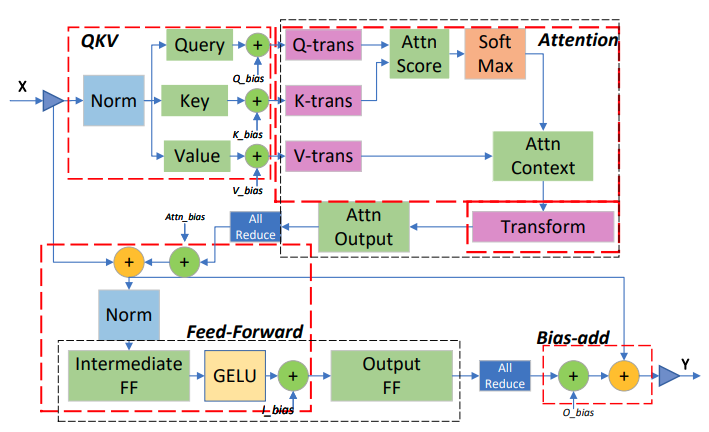 QKV
Query
Q-trans
Attn
Score
Soft
Max
Attention
X
Q_bias
Norm
Key
K-trans
K_bias
Value
V-trans
Attn
Context
V_bias
Attn_bias
All
Reduce
Attn
Output
Transform
+
+
+
+
+
Norm
Feed-Forward
Bias-add
Intermediate
FF
GELU
+
Output
FF
All
Reduce
+
+
Y
I_bias
O_bias